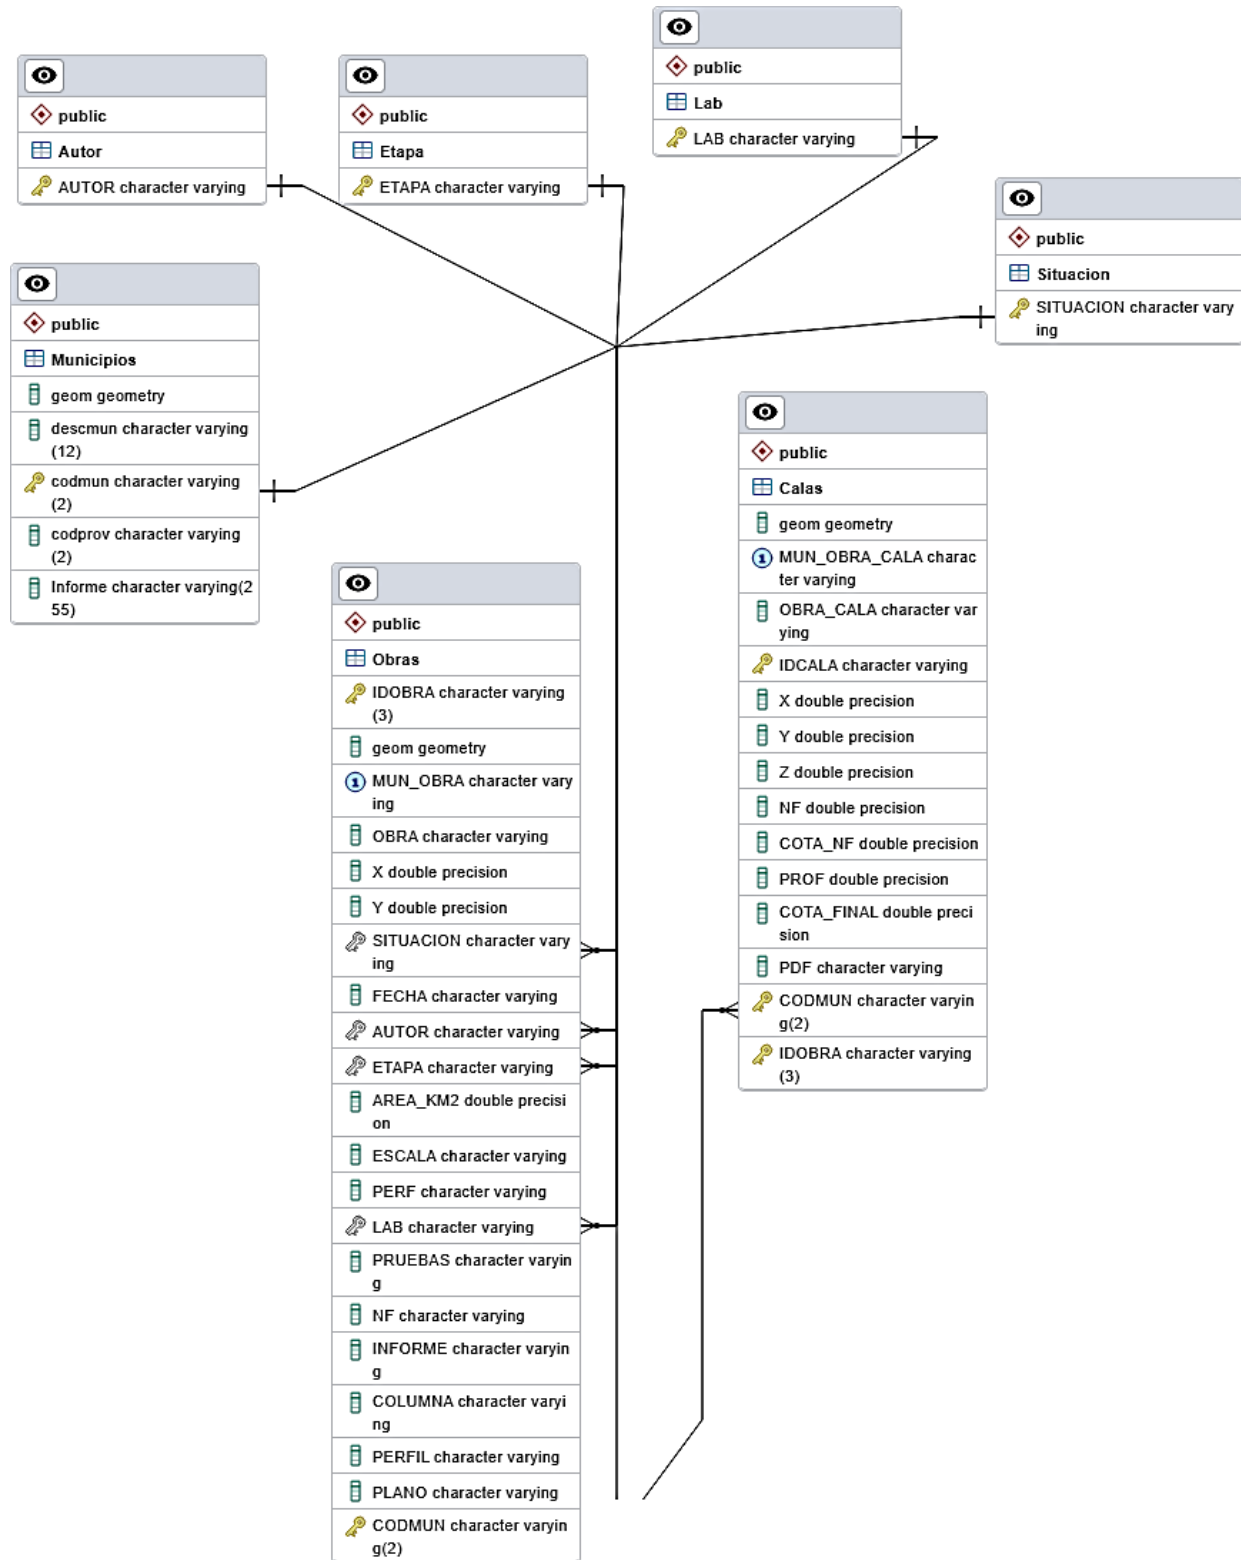 public
Autor
AUTOR character varying
public
Etapa
ETAPA character varying
public
Lab
LAB character varying
public
Situacion
SITUACION character vary
ing
public
Municipios
geom geometry
descmun character varying
(12)
codmun character varying
(2)
codprov character varying
(2)
Informe character varying(2
55)
public
Obras
IDOBRA character varying
(3)
geom geometry
MUN_OBRA character vary
ing
OBRA character varying
X double precision
Y double precision
SITUACION character vary
ing
FECHA character varying
AUTOR character varying
ETAPA character varying
AREA_KM2 double precisi
on
ESCALA character varying
PERF character varying
LAB character varying
PRUEBAS character varyin
g
NF character varying
INFORME character varyin
g
COLUMNA character varyi
ng
PERFIL character varying
PLANO character varying
CODMUN character varyin
g(2)
public
Calas
geom geometry
1 MUN_OBRA_CALA charac
ter varying
OBRA_CALA character var
ying
IDCALA character varying
X double precision
Y double precision
Z double precision
NF double precision
COTA_NF double precision
PROF double precision
COTA_FINAL double preci
sion
PDF character varying
CODMUN character varyin
g(2)
IDOBRA character varying
(3)